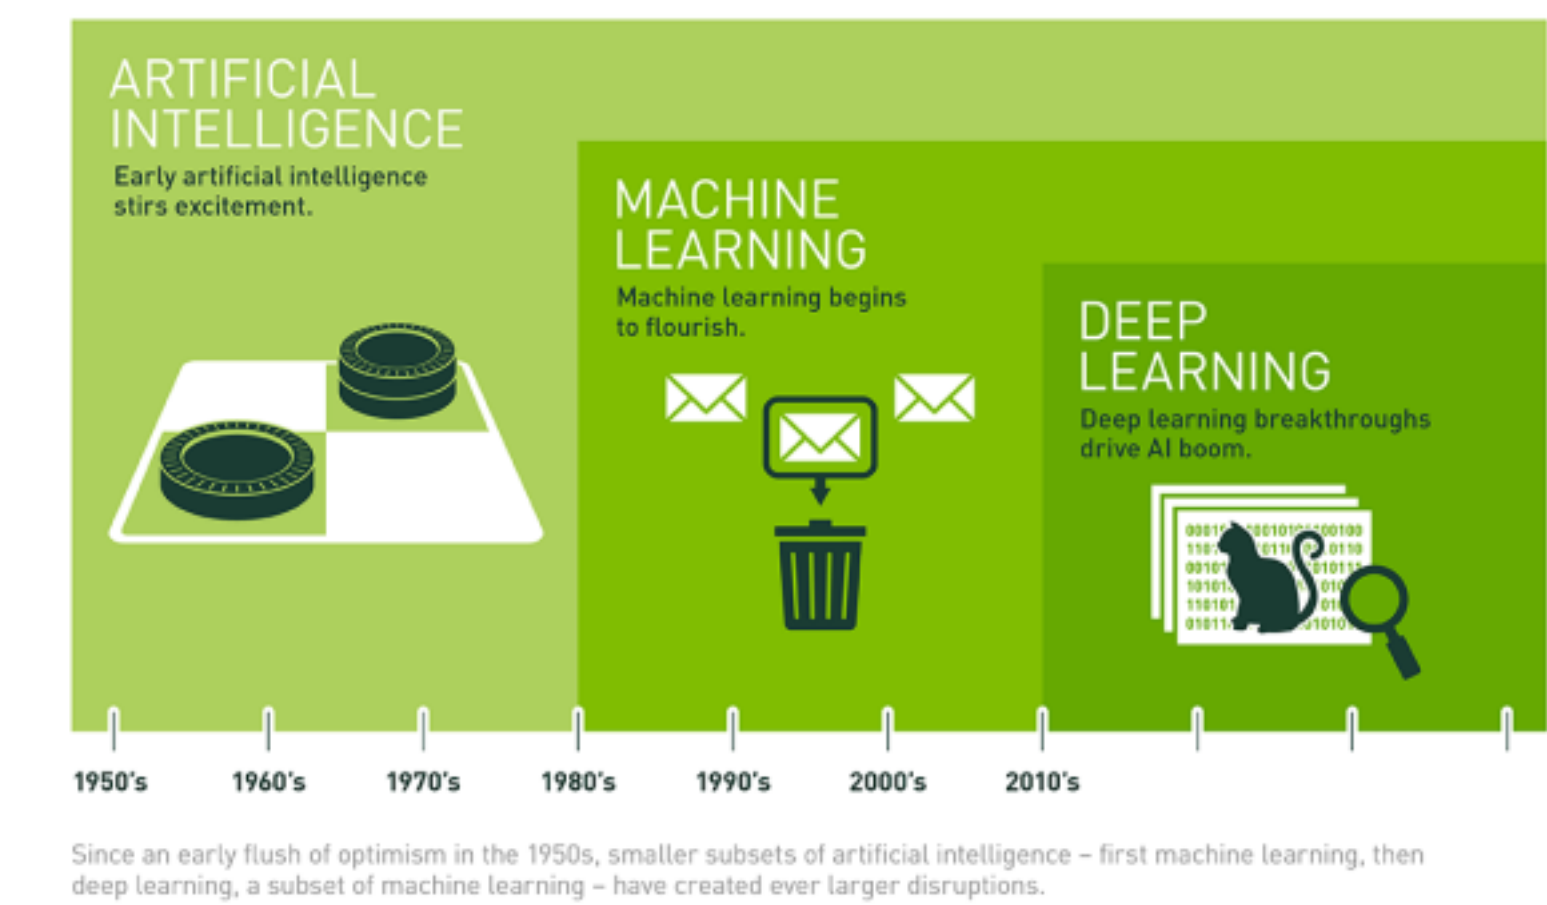 ARTIFICIAL
INTELLIGENCE
Early artificial intelligence
stirs excitement.
MACHINE
LEARNING
Machine learning begins
to flourish.
DEEP
LEARNING
Deep learning breakthroughs
drive AI boom.
1950's 1960's 1970's 1980's 1990's 2000's 2010's
Since an early flush of optimism in the 1950s, smaller subsets of artificial intelligence – first machine learning, then
deep learning, a subset of machine learning – have created ever larger disruptions.